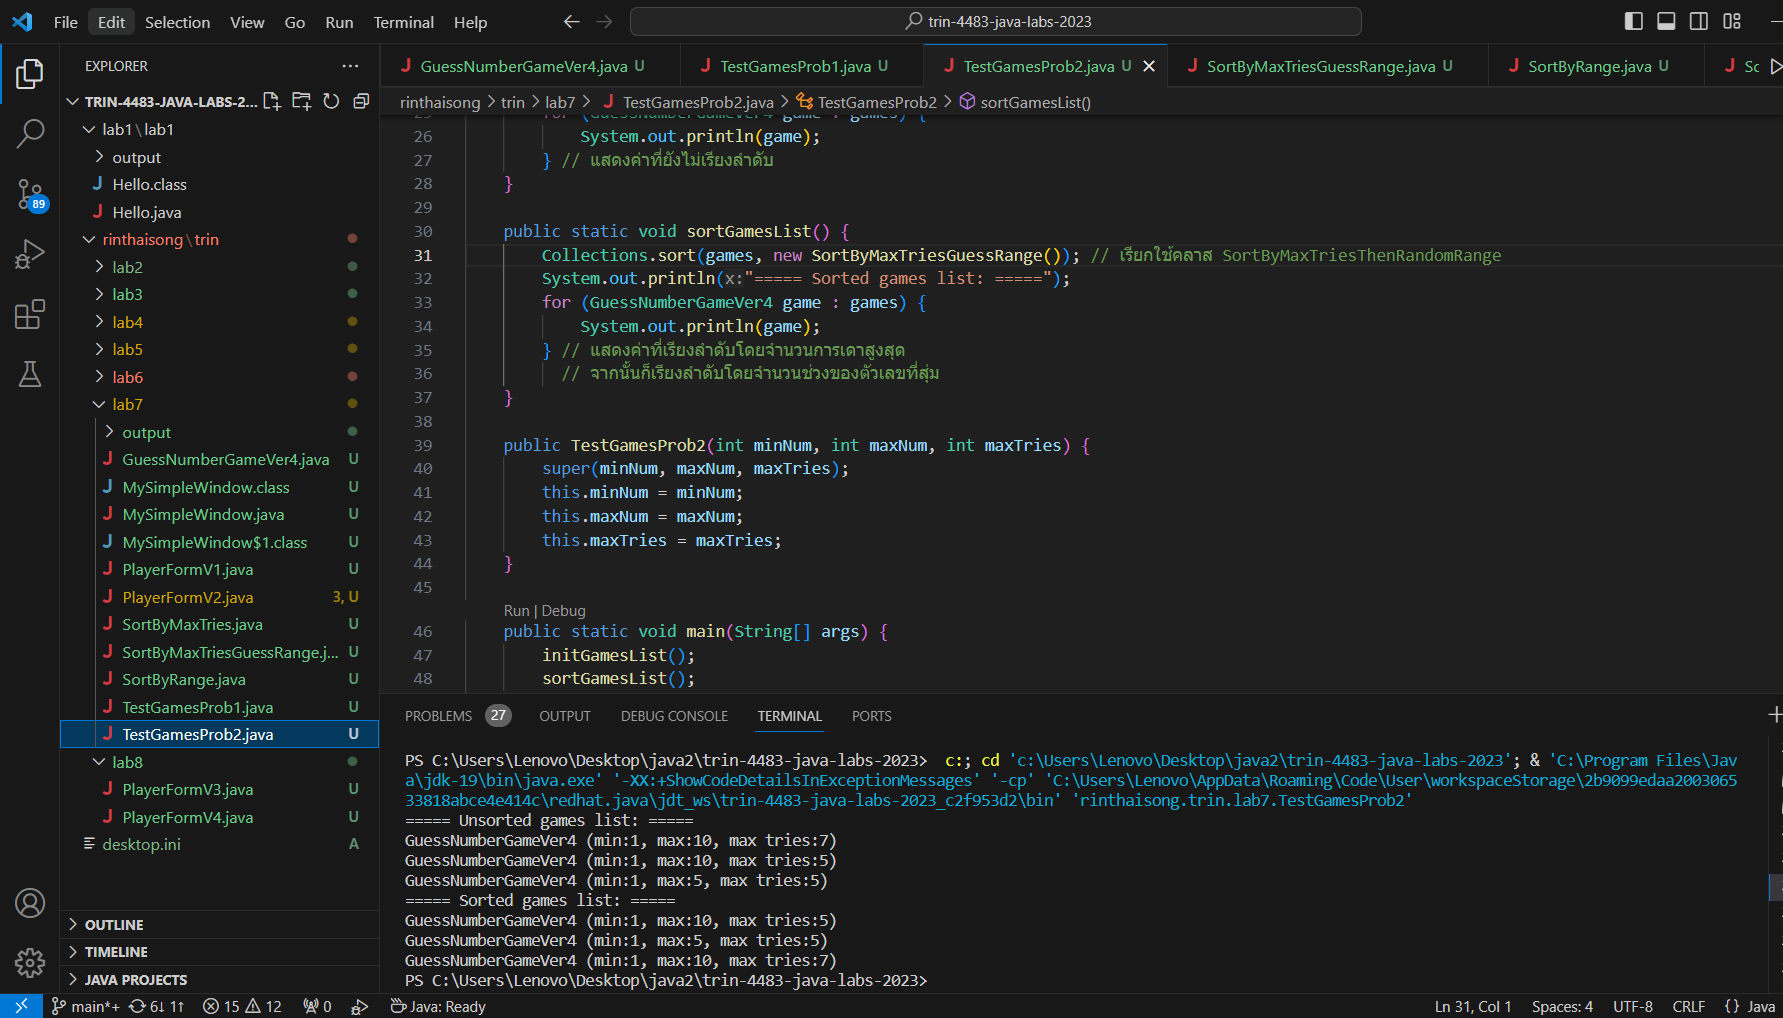 File Edit Selection View Go Run Terminal Help
trin-4483-java-labs-2023
EXPLORER
TRIN-4483-JAVA-LABS-2...
lab1\lab1
output
Hello.class
Hello.java
rinthaisong\trin
lab2
lab3
lab4
lab5
lab6
lab7
output
GuessNumberGameVer4.java U
MySimpleWindow.class U
MySimpleWindow.java U
MySimpleWindow$1.class U
PlayerFormV1.java U
PlayerFormV2.java 3, U
SortByMaxTries.java U
SortByMaxTriesGuessRange.j... U
SortByRange.java U
TestGamesProb1.java U
TestGamesProb2.java U
lab8
PlayerFormV3.java U
PlayerFormV4.java U
desktop.ini A
OUTLINE
TIMELINE
JAVA PROJECTS
89
GuessNumberGameVer4.java U TestGamesProb1.java U TestGamesProb2.java U SortByMaxTriesGuessRange.java U SortByRange.java U Sc
rinthaisong > trin > lab7 > TestGamesProb2.java > TestGamesProb2 > sortGamesList()
25 for (GuessNumberGameVer4 game : games) {
26 System.out.println(game);
27 } // แสดงค่าที่ยังไม่เรียงลำดับ
28 }
29
30 public static void sortGamesList() {
31 Collections.sort(games, new SortByMaxTriesGuessRange()); // เรียกใช้คลาส SortByMaxTriesThenRandomRange
32 System.out.println(x:"===== Sorted games list: =====");
33 for (GuessNumberGameVer4 game : games) {
34 System.out.println(game);
35 } // แสดงค่าที่เรียงลำดับโดยจำนวนการเดาสูงสุด
36 // จากนั้นก็เรียงลำดับโดยจำนวนช่วงของตัวเลขที่สุ่ม
37 }
38
39 public TestGamesProb2(int minNum, int maxNum, int maxTries) {
40 super(minNum, maxNum, maxTries);
41 this.minNum = minNum;
42 this.maxNum = maxNum;
43 this.maxTries = maxTries;
44 }
45
Run | Debug
46 public static void main(String[] args) {
47 initGamesList();
48 sortGamesList();
PROBLEMS 27 OUTPUT DEBUG CONSOLE TERMINAL PORTS
PS C:\Users\Lenovo\Desktop\java2\trin-4483-java-labs-2023> c:; cd 'c:\Users\Lenovo\Desktop\java2\trin-4483-java-labs-2023'; & 'C:\Program Files\Jav
a\jdk-19\bin\java.exe' '-XX:+ShowCodeDetailsInExceptionMessages' '-cp' 'C:\Users\Lenovo\AppData\Roaming\Code\User\workspaceStorage\2b9099edaa2003065
33818abce4e414c\redhat.java\jdt_ws\trin-4483-java-labs-2023_c2f953d2\bin' 'rinthaisong.trin.lab7.TestGamesProb2'
===== Unsorted games list: =====
GuessNumberGameVer4 (min:1, max:10, max tries:7)
GuessNumberGameVer4 (min:1, max:10, max tries:5)
GuessNumberGameVer4 (min:1, max:5, max tries:5)
===== Sorted games list: =====
GuessNumberGameVer4 (min:1, max:10, max tries:5)
GuessNumberGameVer4 (min:1, max:5, max tries:5)
GuessNumberGameVer4 (min:1, max:10, max tries:7)
PS C:\Users\Lenovo\Desktop\java2\trin-4483-java-labs-2023>
main*+ 6↓ 1↑ 15 12 0 Java: Ready Ln 31, Col 1 Spaces: 4 UTF-8 CRLF {} Java